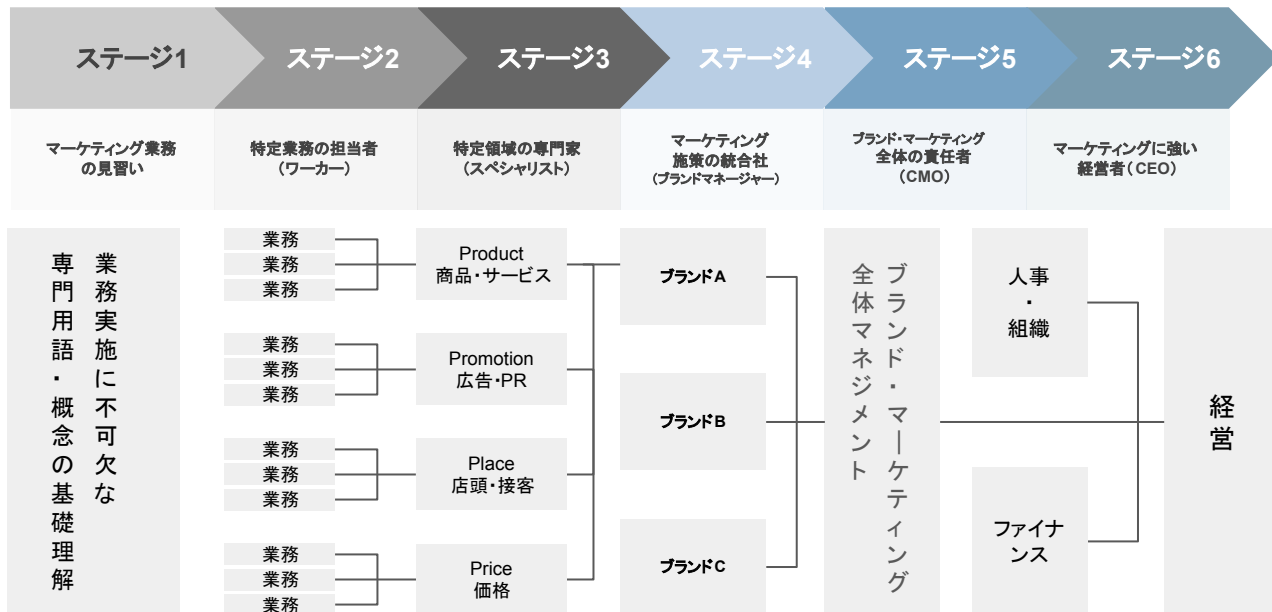 ステージ1
ステージ2
ステージ3
ステージ4
ステージ5
ステージ6
マーケティング業務
の見習い
特定業務の担当者
(ワーカー)
特定領域の専門家
(スペシャリスト)
マーケティング
施策の統合社
(ブランドマネージャー)
ブランド・マーケティング
全体の責任者
(CMO)
マーケティングに強い
経営者(CEO)
業務実施に不可欠な
専門用語・概念の基礎理解
業務
業務
業務
業務
業務
業務
業務
業務
業務
業務
業務
業務
Product
商品・サービス
Promotion
広告・PR
Place
店頭・接客
Price
価格
ブランドA
ブランドB
ブランドC
ブランド・マーケティング
全体マネジメント
人事
・
組織
ファイナ
ンス
経営